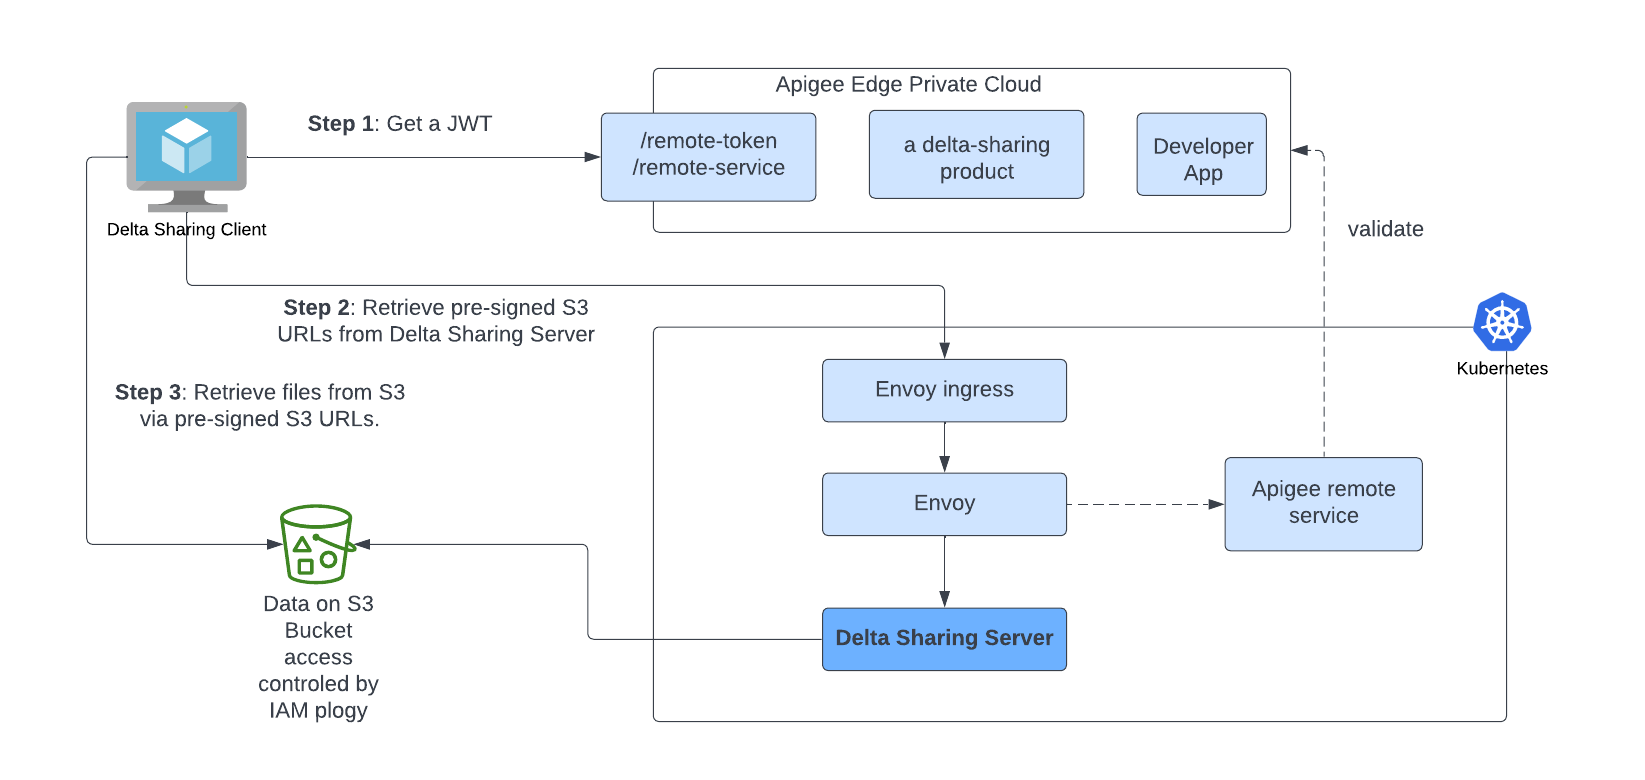 Apigee Edge Private Cloud
Step 1: Get a JWT
/remote-token
/remote-service
a delta-sharing
product
Developer
App
Delta Sharing Client
validate
Step 2: Retrieve pre-signed S3
URLs from Delta Sharing Server
Kubernetes
Step 3: Retrieve files from S3
via pre-signed S3 URLs.
Envoy ingress
Envoy
Apigee remote
service
Delta Sharing Server
Data on S3
Bucket
access
controled by
IAM plogy